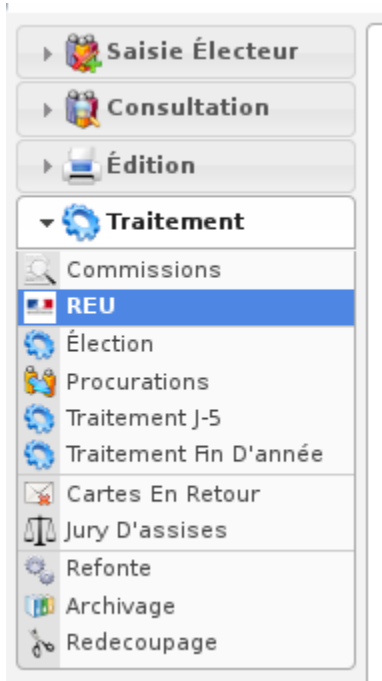 Saisie Électeur
Consultation
Édition
Traitement
Commissions
REU
Élection
Procurations
Traitement J-5
Traitement Fin D'année
Cartes En Retour
Jury D'assises
Refonte
Archivage
Redecoupage